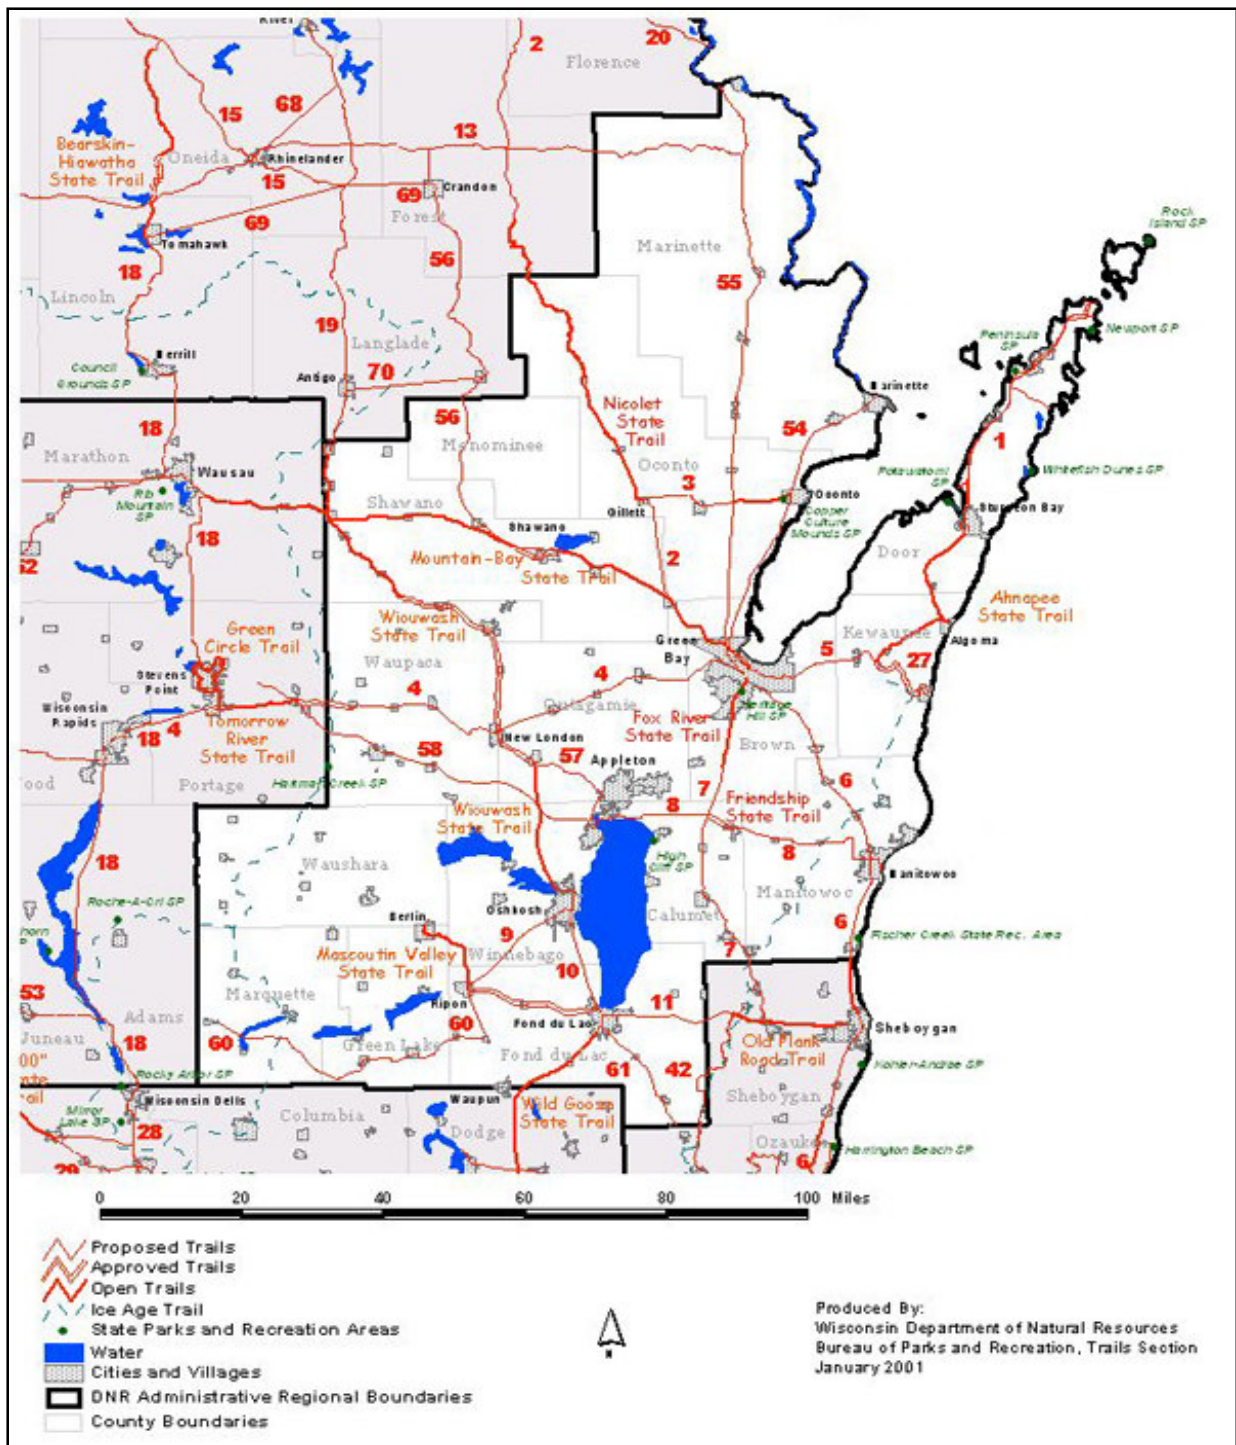 River
2
20
Florence
15
68
13
Bearskin-
Hiawatha
State Trail
Oneida
Rhinelander
15
69
Crandon
Forest
69
Tomahawk
Rock
Island SP
Marinette
18
56
55
Lincoln
19
Langlade
Newport SP
Peninsula
SP
Merrill
Council
Grounds SP
Antigo
70
Marinette
Nicolet
State
Trail
56
54
1
18
Menominee
Oconto
Marathon
Wausau
Potawatomi
SP
Whitefish Dunes SP
Rib
Mountain
SP
3
Oconto
Shawano
Gillett
Copper
Culture
Mounds SP
Sturgeon Bay
18
Shawano
Door
52
Mountain-Bay
State Trail
2
Ahnapee
State Trail
Wiouwash
State Trail
Green
Circle Trail
Green
Bay
Kewaunee
Algoma
5
27
Waupaca
Stevens
Point
4
4
Outagamie
Wisconsin
Rapids
Heritage
Hill SP
Fox River
State Trail
18
4
Tomorrow
River
State Trail
New London
Brown
58
57
Appleton
ood
Portage
Hartman Creek SP
7
6
Wiouwash
State Trail
8
Friendship
State Trail
18
8
Waushara
High
Cliff SP
Manitowoc
Roche-A-Cri SP
Manitowoc
Oshkosh
Calumet
Berlin
horn
P
9
6
Fischer Creek State Rec. Area
Mascoutin Valley
State Trail
Winnebago
7
10
53
Marquette
Ripon
11
Adams
Juneau
60
60
Fond du Lac
Sheboygan
Green Lake
Old Plank
Road Trail
18
Fond du Lac
61
42
Kohler-Andrae SP
00"
ate
rail
Rocky Arbor SP
Wisconsin Dells
Waupun
Wild Goose
State Trail
Sheboygan
Mirror
Lake SP
Columbia
28
Dodge
Ozaukee
Harrington Beach SP
29
6
0 20 40 60 80 100 Miles
Proposed Trails
Approved Trails
Open Trails
Ice Age Trail
State Parks and Recreation Areas
Water
Cities and Villages
DNR Administrative Regional Boundaries
County Boundaries
N
Produced By:
Wisconsin Department of Natural Resources
Bureau of Parks and Recreation, Trails Section
January 2001